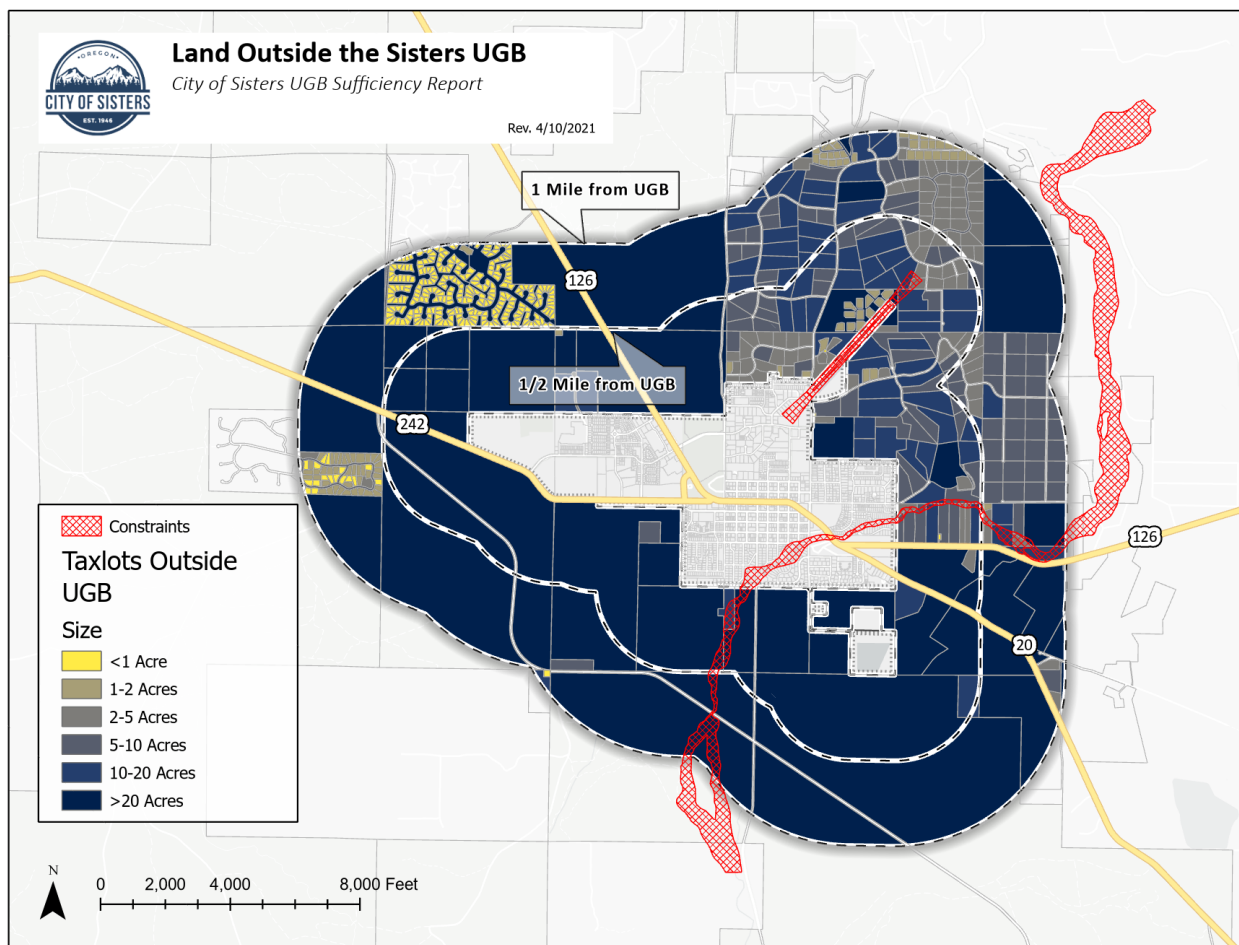 Land Outside the Sisters UGB
City of Sisters UGB Sufficiency Report
Rev. 4/10/2021
OREGON
CITY OF SISTERS
EST. 1946
1 Mile from UGB
126
1/2 Mile from UGB
242
126
20
Constraints
Taxlots Outside
UGB
Size
<1 Acre
1-2 Acres
2-5 Acres
5-10 Acres
10-20 Acres
>20 Acres
N
0 2,000 4,000 8,000 Feet